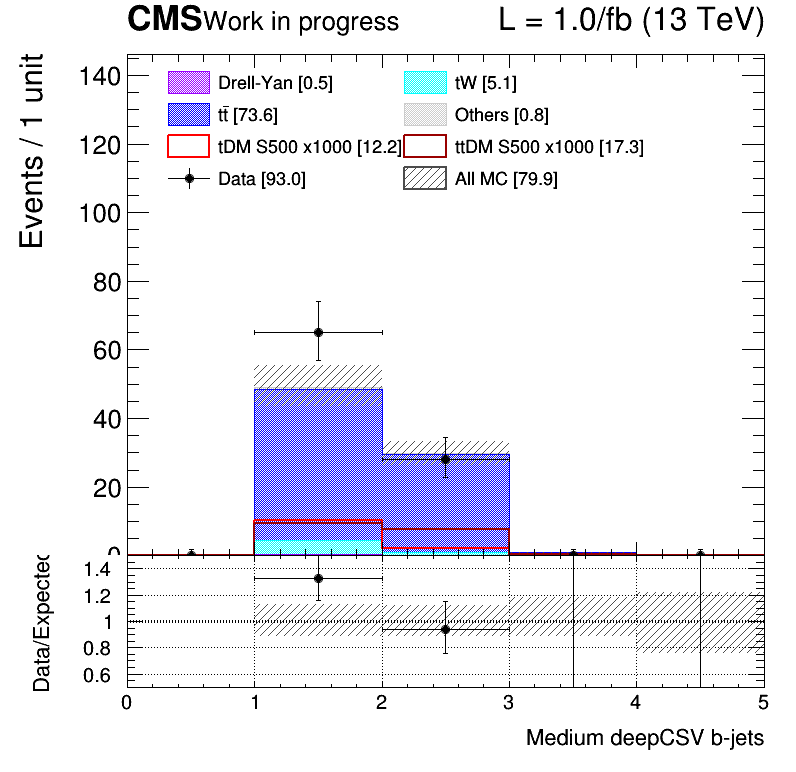 CMS Work in progress L = 1.0/fb (13 TeV)
Events / 1 unit
140
120
100
80
60
40
20
0
Drell-Yan [0.5]
tW [5.1]
tt̄ [73.6]
Others [0.8]
tDM S500 x1000 [12.2]
ttDM S500 x1000 [17.3]
Data [93.0]
All MC [79.9]
Data/Expected
1.4
1.2
1
0.8
0.6
0 1 2 3 4 5
Medium deepCSV b-jets